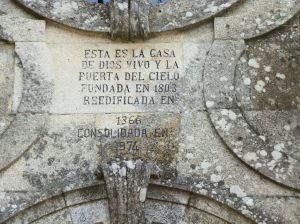 ESTA ES LA CASA
DE DIOS VIVO Y LA
PUERTA DEL CIELO
FUNDADA EN 1803
REEDIFICADA EN
1866
CONSOLIDADA EN
1974